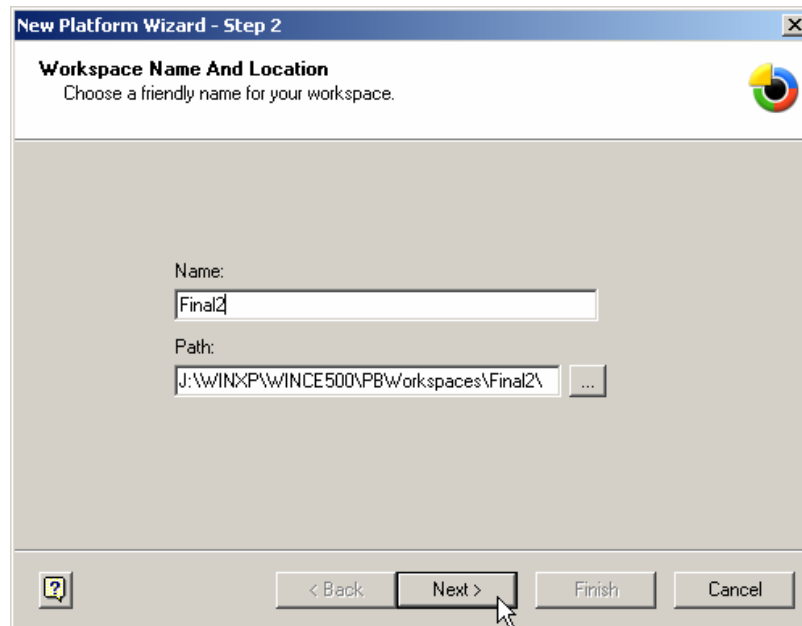 New Platform Wizard - Step 2
Workspace Name And Location
Choose a friendly name for your workspace.
Name:
Final2
Path:
J:\WINXP\WINCE500\PBWorkspaces\Final2\
...
< Back
Next >
Finish
Cancel